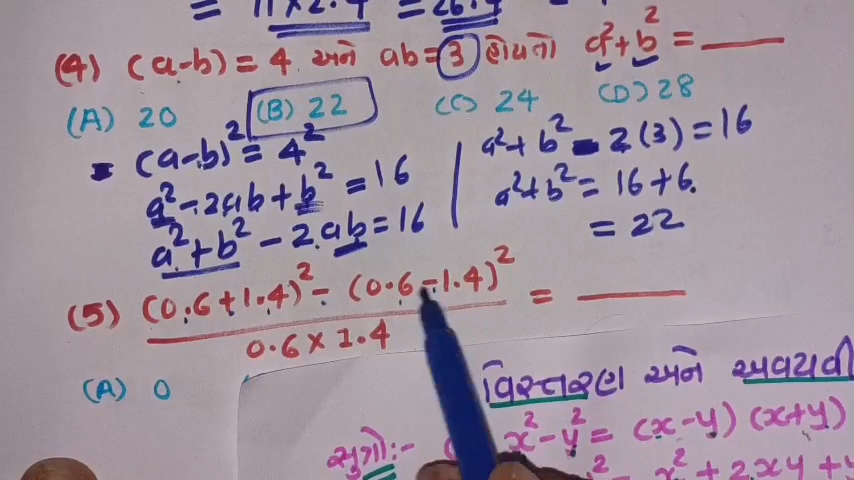 = 11 × 2.4 = 26.4
(4) (a-b) = 4 અને ab = 3 હોય તો a²+b² = ____
(A) 20 (B) 22 (C) 24 (D) 28
(a-b)² = 4²
a² - 2ab + b² = 16
a² + b² - 2ab = 16
a² + b² - 2(3) = 16
a² + b² = 16 + 6
= 22
(5) (0.6+1.4)² - (0.6-1.4)² = ____
0.6 × 1.4
(A) 0
વિસ્તરણ અને અવયવી
સુત્રો:- x² - y² = (x-y) (x+y)
x² + 2xy +